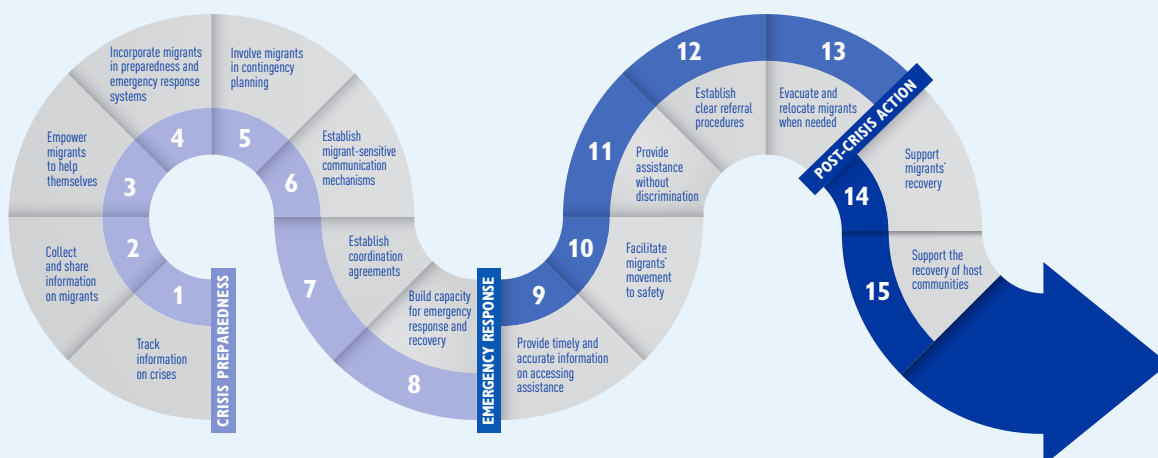 CRISIS PREPAREDNESS
1
Track
information
on crises
2
Collect
and share
information
on migrants
3
Empower
migrants
to help
themselves
4
Incorporate migrants
in preparedness and
emergency response
systems
5
Involve migrants
in contingency
planning
6
Establish
migrant-sensitive
communication
mechanisms
7
Establish
coordination
agreements
8
Build capacity
for emergency
response and
recovery
EMERGENCY RESPONSE
9
Provide timely and
accurate information
on accessing
assistance
10
Facilitate
migrants'
movement
to safety
11
Provide
assistance
without
discrimination
12
Establish
clear referral
procedures
13
Evacuate and
relocate migrants
when needed
POST-CRISIS ACTION
14
Support
migrants'
recovery
15
Support the
recovery of host
communities